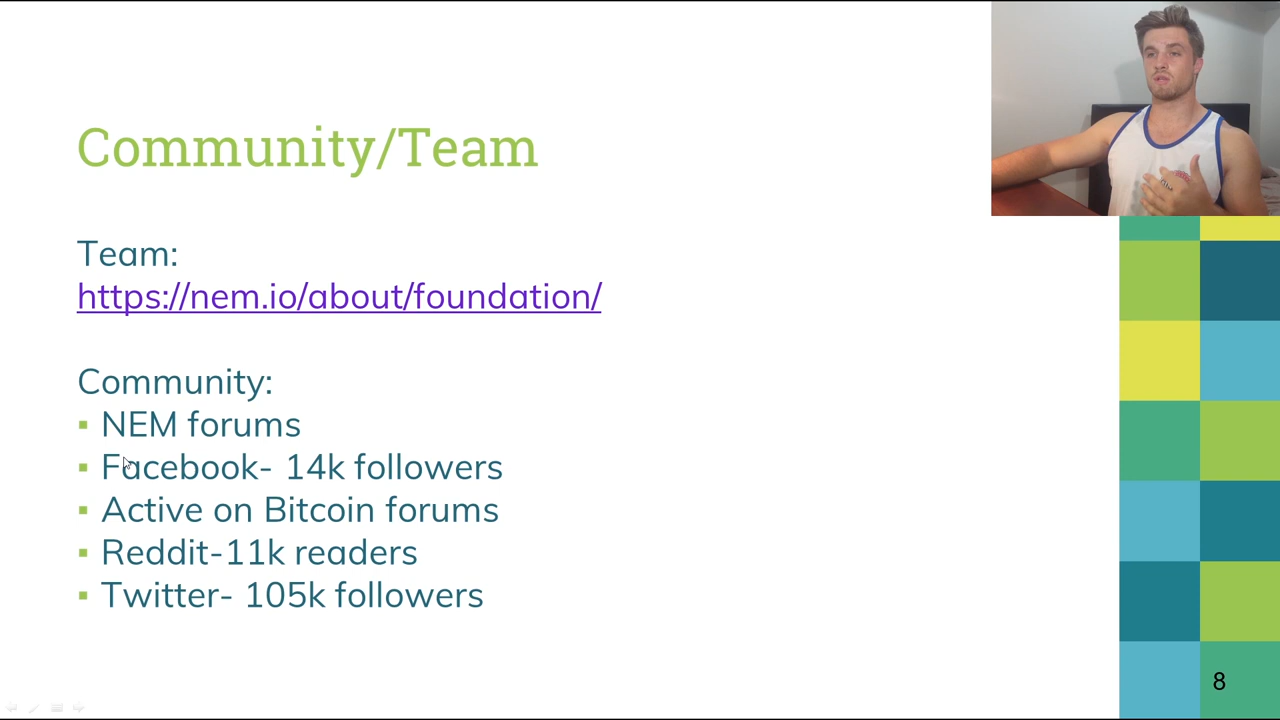 Community/Team
Team:
https://nem.io/about/foundation/
Community:
▪ NEM forums
▪ Facebook- 14k followers
▪ Active on Bitcoin forums
▪ Reddit-11k readers
▪ Twitter- 105k followers
8